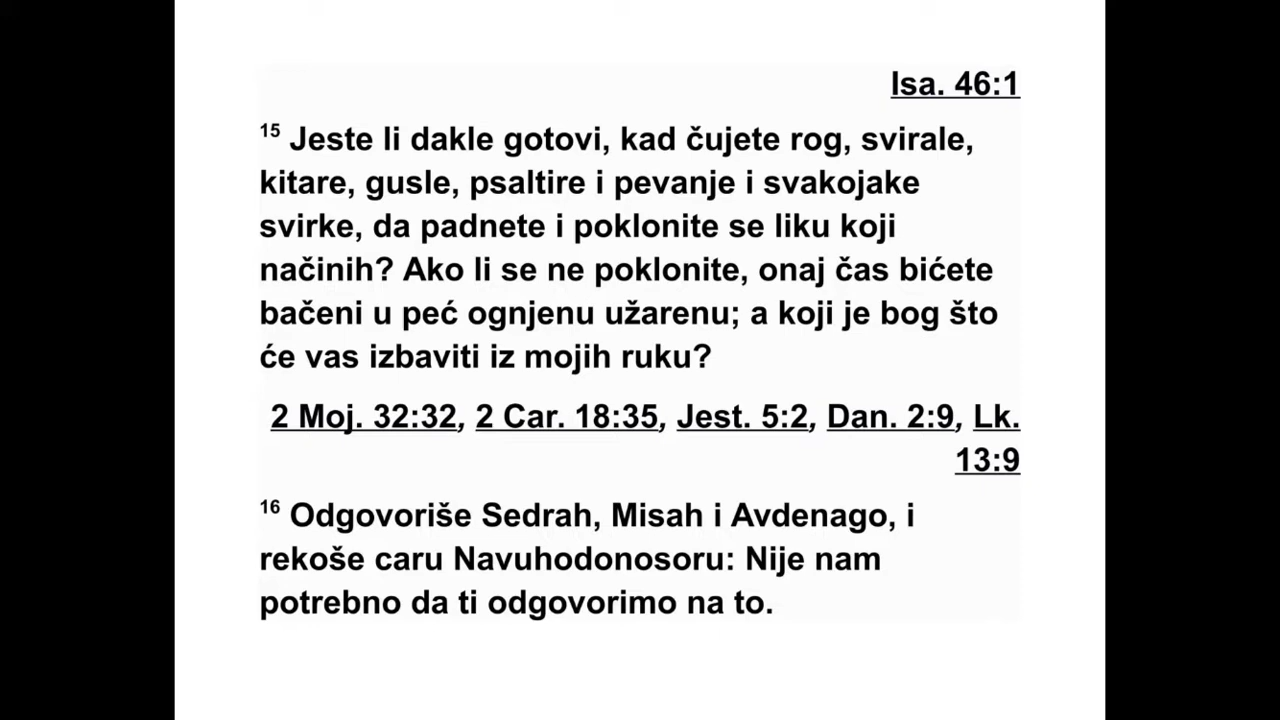 Isa. 46:1
15 Jeste li dakle gotovi, kad čujete rog, svirale,
kitare, gusle, psaltire i pevanje i svakojake
svirke, da padnete i poklonite se liku koji
načinih? Ako li se ne poklonite, onaj čas bićete
bačeni u peć ognjenu užarenu; a koji je bog što
će vas izbaviti iz mojih ruku?
2 Moj. 32:32, 2 Car. 18:35, Jest. 5:2, Dan. 2:9, Lk.
13:9
16 Odgovoriše Sedrah, Misah i Avdenago, i
rekoše caru Navuhodonosoru: Nije nam
potrebno da ti odgovorimo na to.